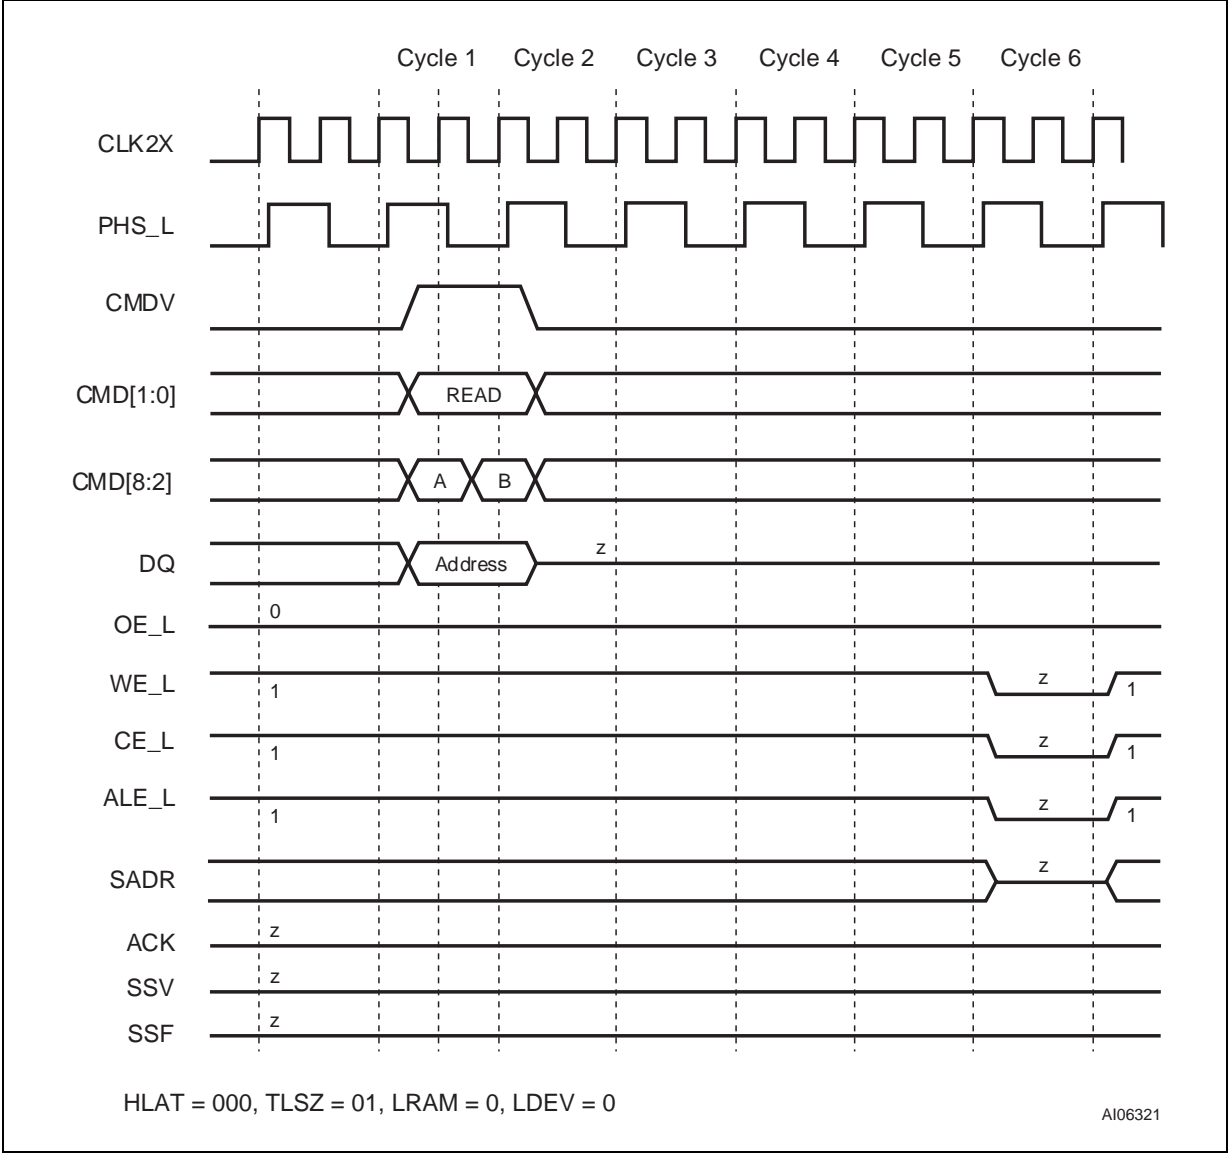 Cycle 1 Cycle 2 Cycle 3 Cycle 4 Cycle 5 Cycle 6
CLK2X
PHS_L
CMDV
CMD[1:0] READ
CMD[8:2] A B
DQ Address z
OE_L 0
WE_L 1 z 1
CE_L 1 z 1
ALE_L 1 z 1
SADR z
ACK z
SSV z
SSF z
HLAT = 000, TLSZ = 01, LRAM = 0, LDEV = 0
AI06321